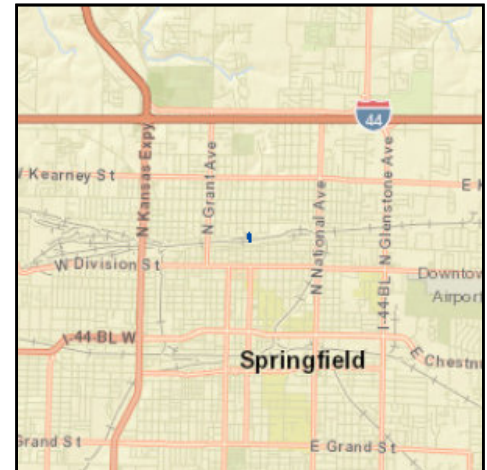 44
N Kansas Expy
N Grant Ave
N National Ave
N Glenstone Ave
W Kearney St
E K
W Division St
Downtow
Airpor
I-44-BL
44-BL W
E Chestn
Springfield
Grand St
E Grand St